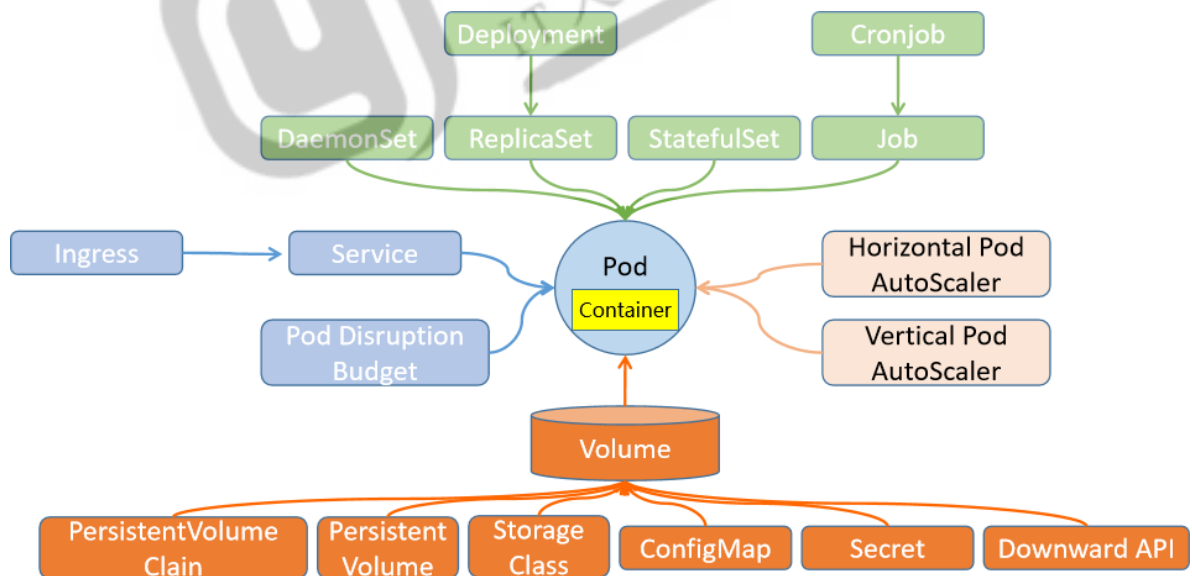 Deployment
Cronjob
DaemonSet
ReplicaSet
StatefulSet
Job
Ingress
Service
Pod
Container
Horizontal Pod
AutoScaler
Pod Disruption
Budget
Vertical Pod
AutoScaler
Volume
PersistentVolume
Clain
Persistent
Volume
Storage
Class
ConfigMap
Secret
Downward API